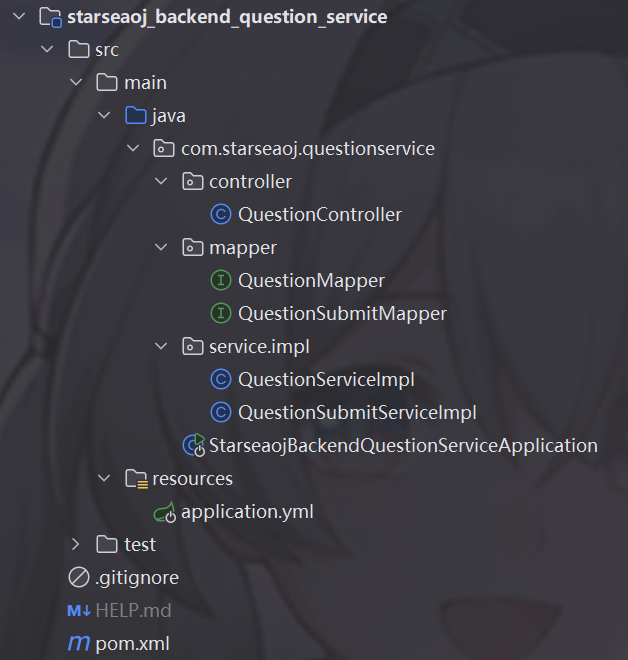 starseaoj_backend_question_service
src
main
java
com.starseaoj.questionservice
controller
QuestionController
mapper
QuestionMapper
QuestionSubmitMapper
service.impl
QuestionServiceImpl
QuestionSubmitServiceImpl
StarseaojBackendQuestionServiceApplication
resources
application.yml
test
.gitignore
M↓ HELP.md
m pom.xml